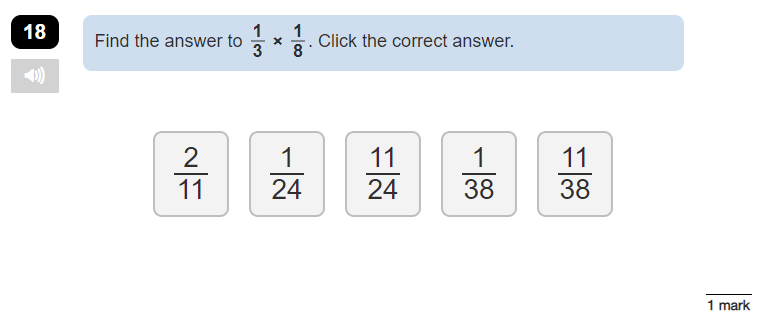 18
Find the answer to 1/3 × 1/8. Click the correct answer.
2/11 1/24 11/24 1/38 11/38
1 mark